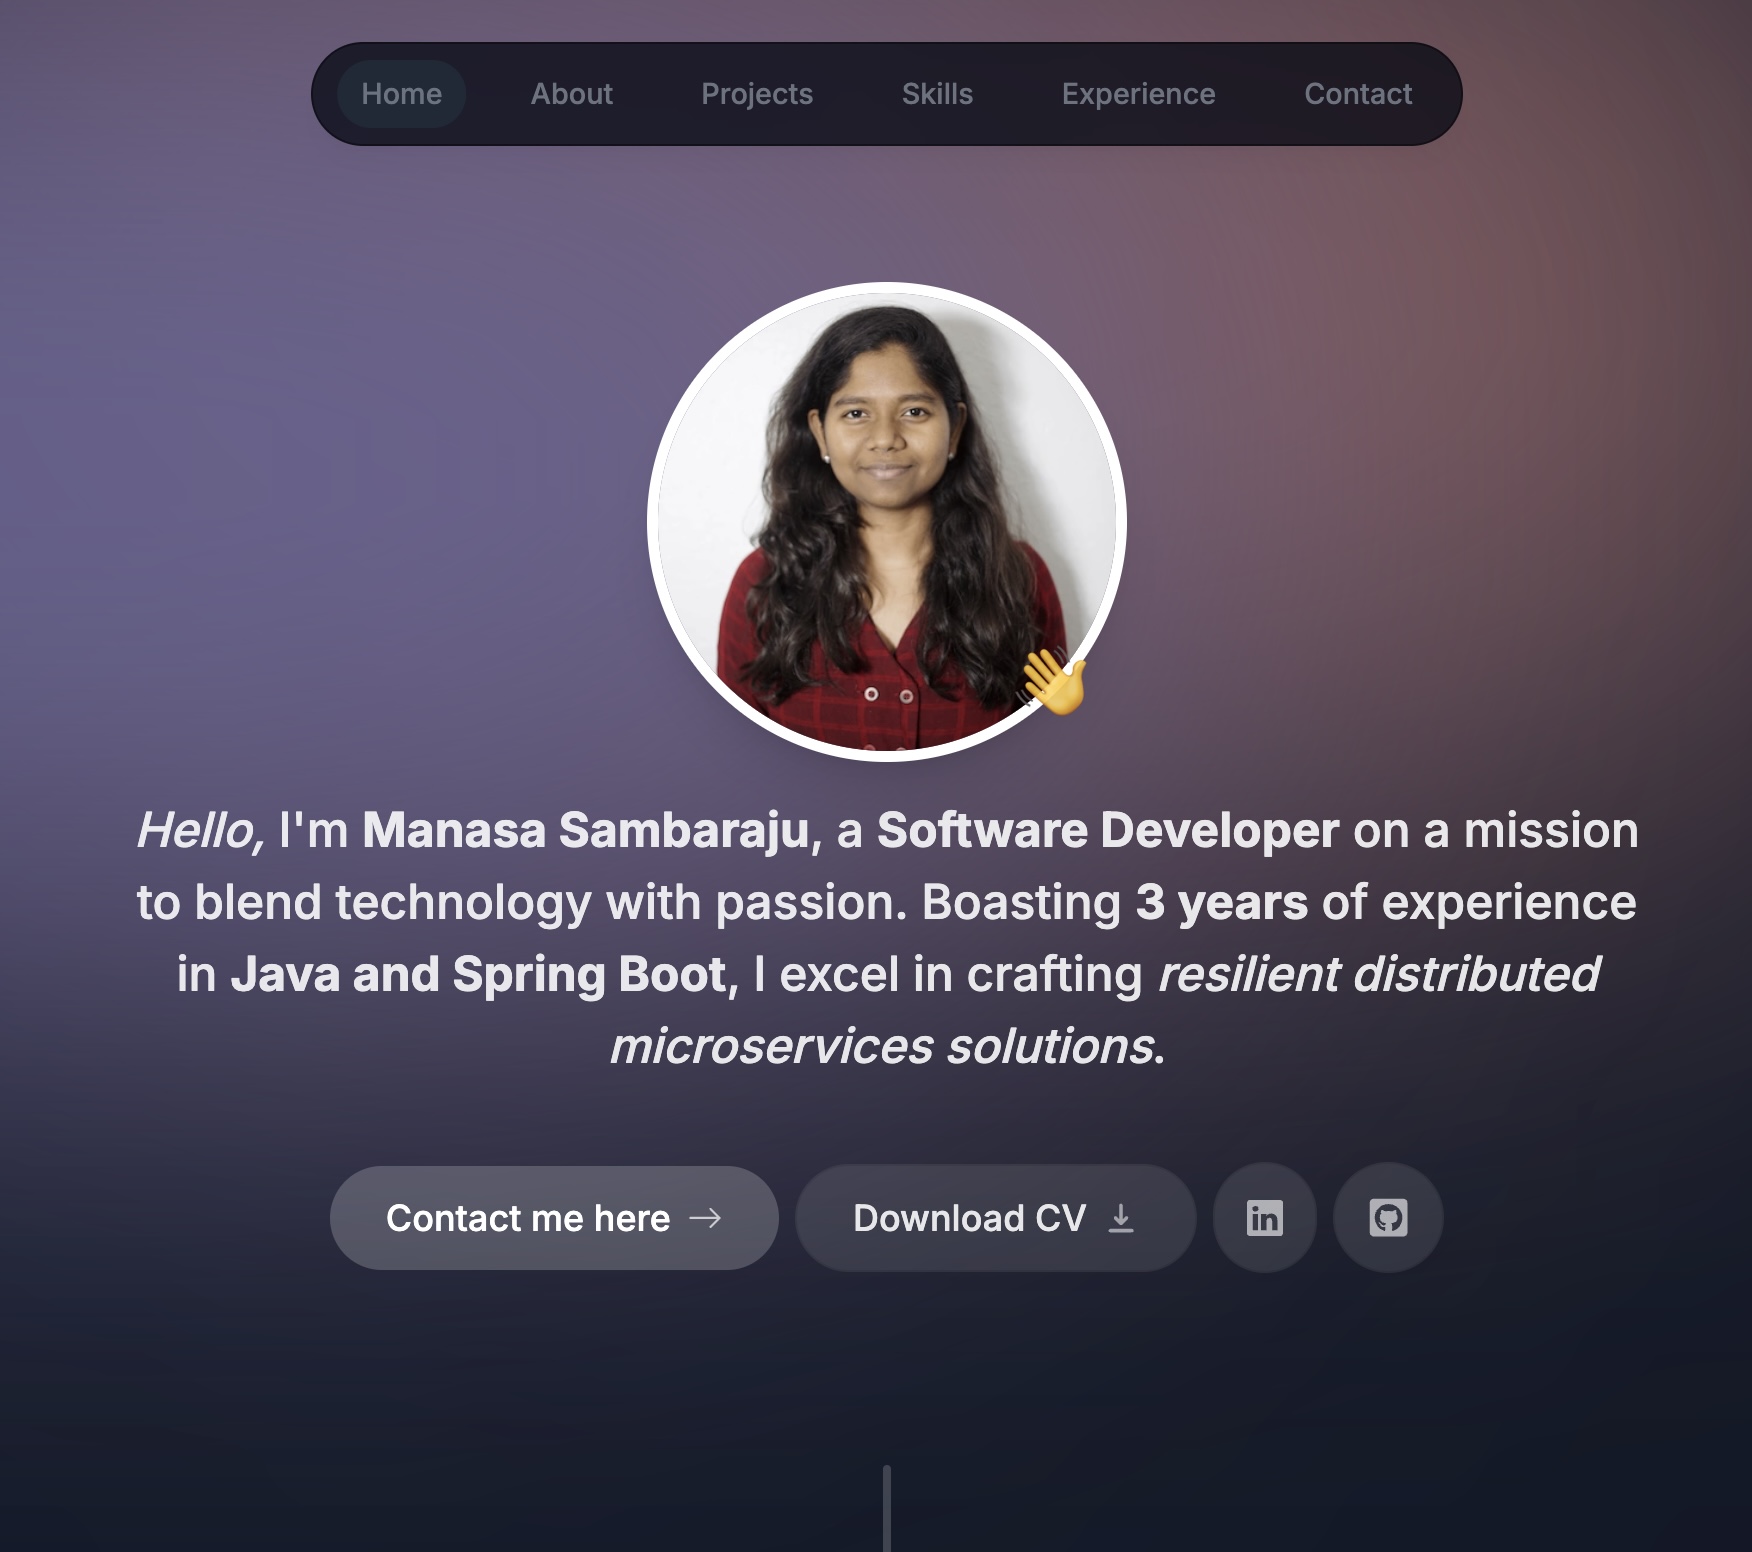 Home About Projects Skills Experience Contact
Hello, I'm Manasa Sambaraju, a Software Developer on a mission
to blend technology with passion. Boasting 3 years of experience
in Java and Spring Boot, I excel in crafting resilient distributed
microservices solutions.
Contact me here Download CV in